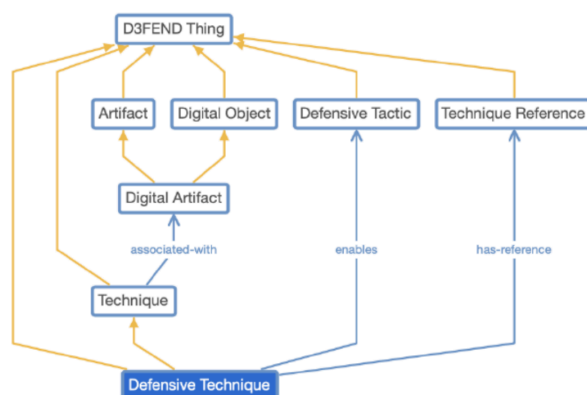 D3FEND Thing
Artifact
Digital Object
Defensive Tactic
Technique Reference
Digital Artifact
associated-with
enables
has-reference
Technique
Defensive Technique